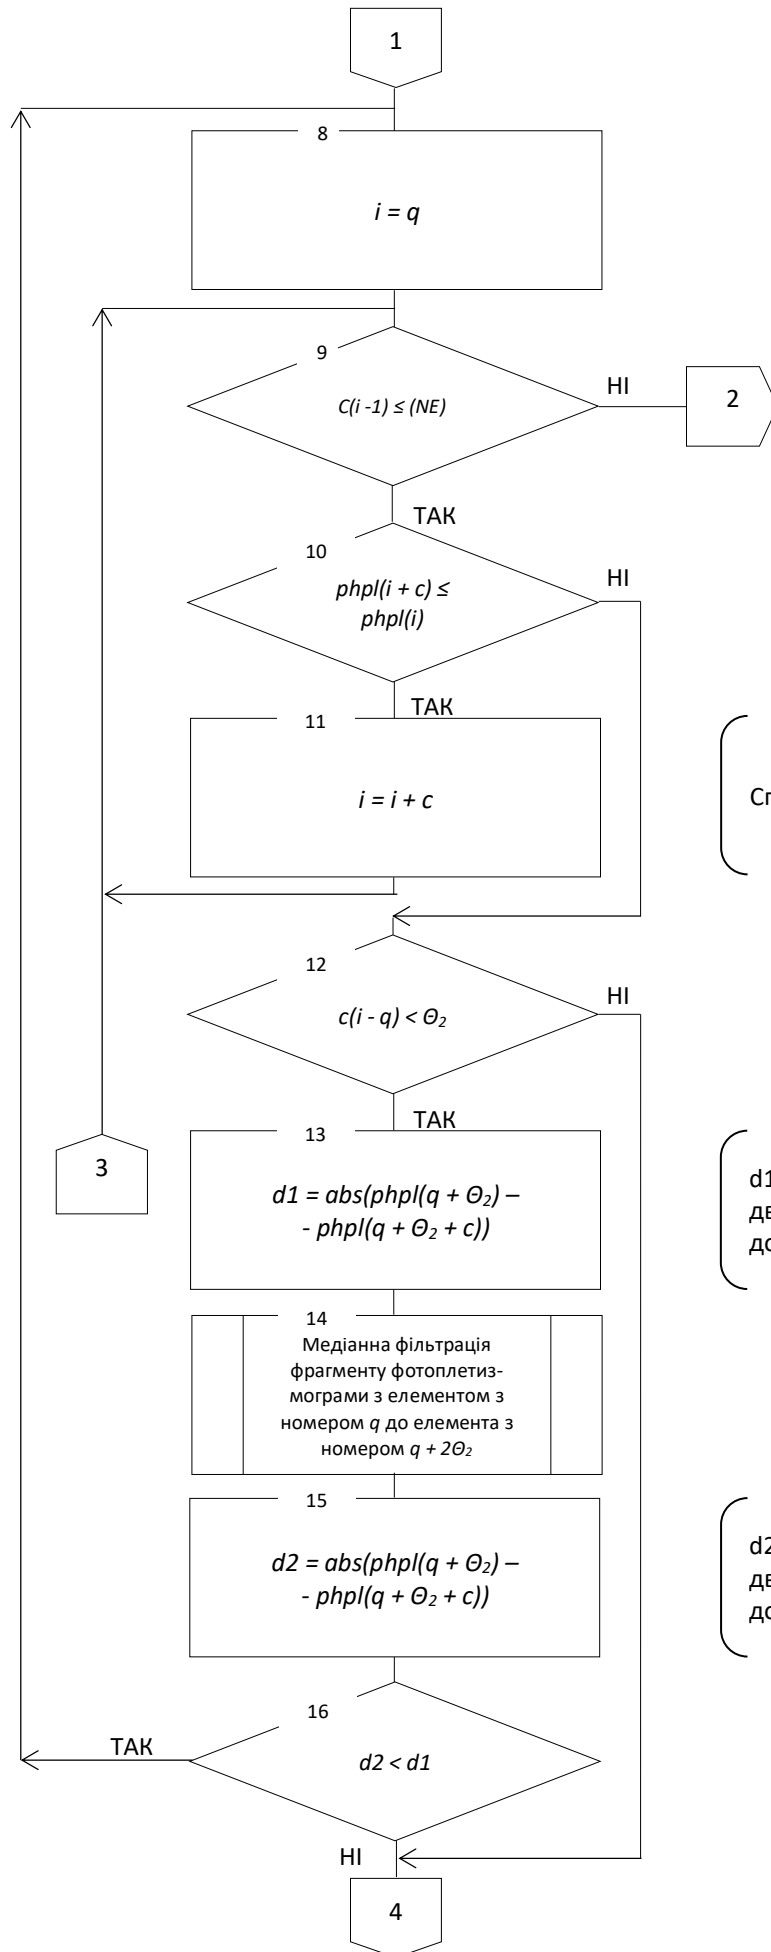 1
8
i = q
9
C(i -1) ≤ (NE)
НІ
2
ТАК
10
phpl(i + c) ≤
phpl(i)
НІ
ТАК
11
i = i + c
12
c(i - q) < Θ₂
НІ
ТАК
3
13
d1 = abs(phpl(q + Θ₂) –
- phpl(q + Θ₂ + c))
d1
14
Медіанна фільтрація
фрагменту фотоплетиз-
мограми з елементом з
номером q до елемента з
номером q + 2Θ₂
15
d2 = abs(phpl(q + Θ₂) –
- phpl(q + Θ₂ + c))
d2
16
d2 < d1
ТАК
НІ
4